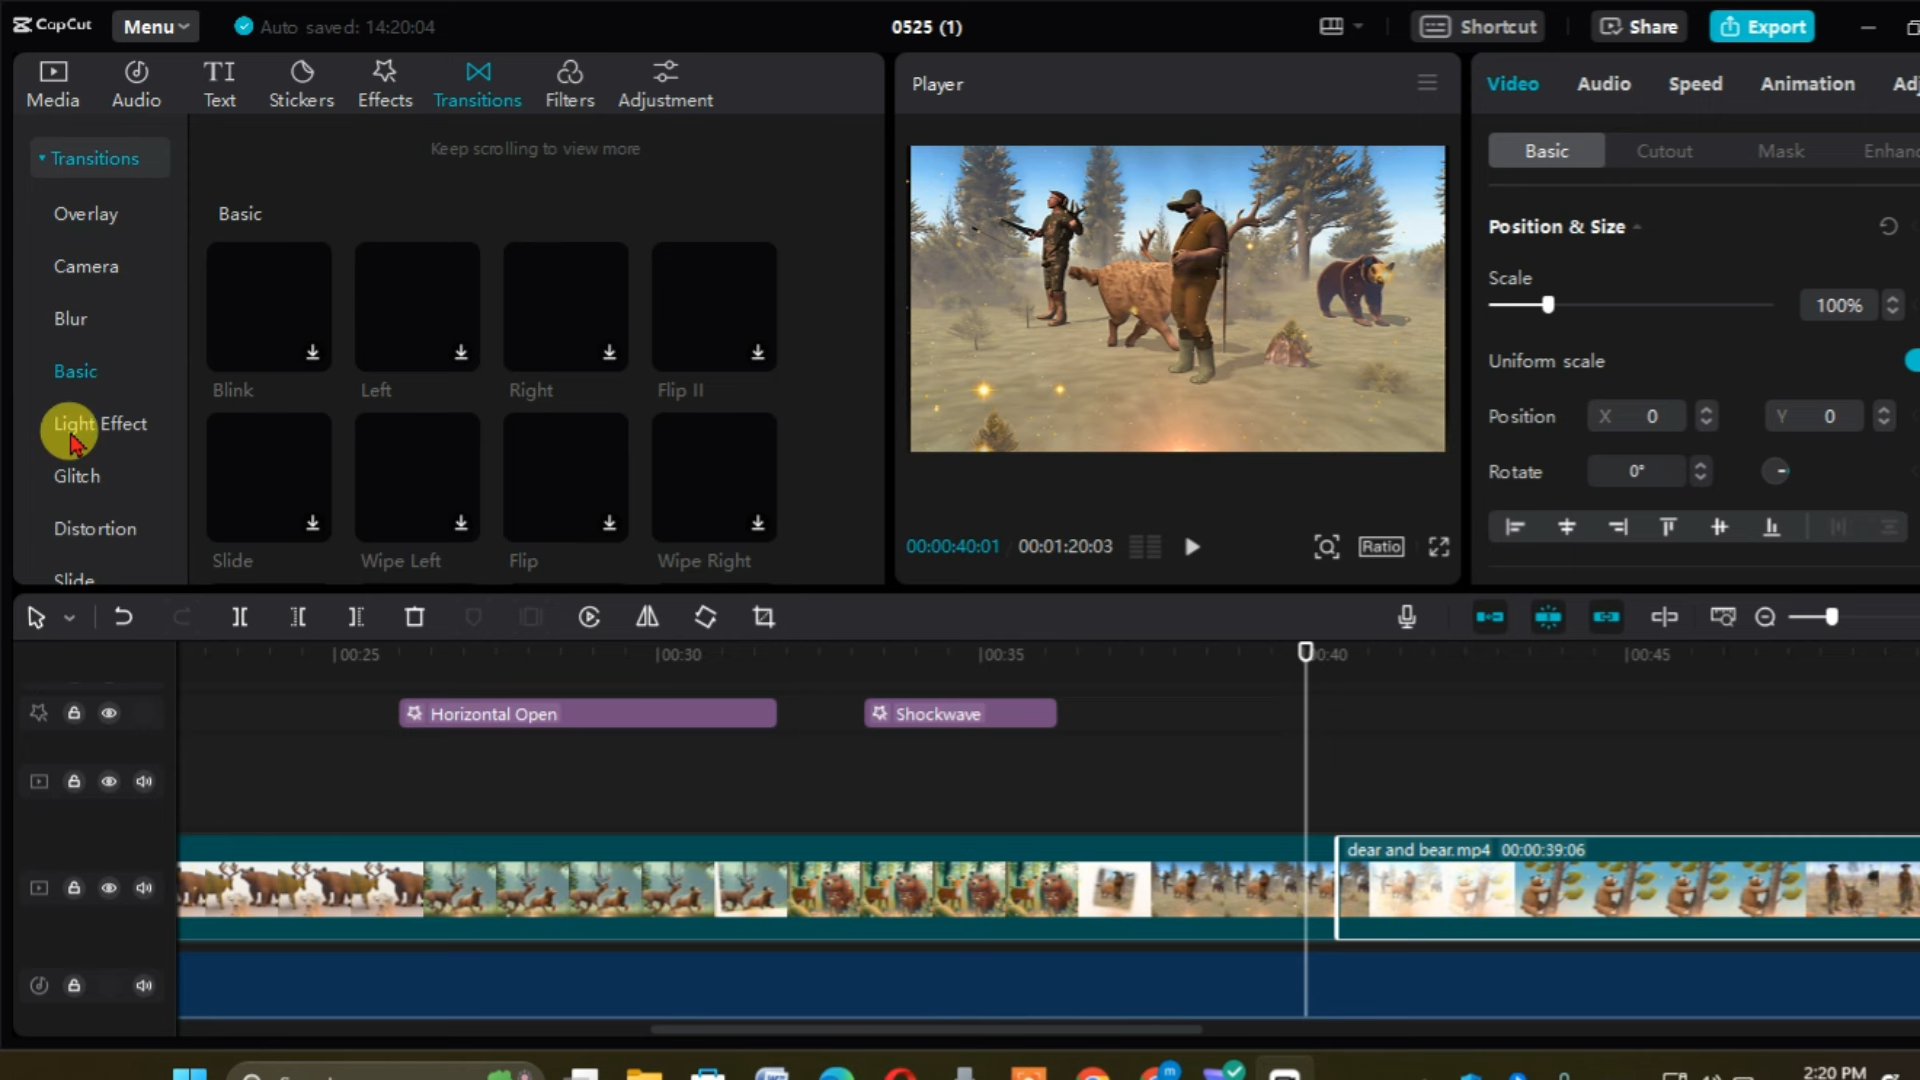 CapCut
Menu
Auto saved: 14:20:04
0525 (1)
Shortcut
Share
Export
Media
Audio
Text
Stickers
Effects
Transitions
Filters
Adjustment
Player
Video
Audio
Speed
Animation
Transitions
Overlay
Camera
Blur
Basic
Light Effect
Glitch
Distortion
Slide
Keep scrolling to view more
Basic
Blink
Left
Right
Flip II
Slide
Wipe Left
Flip
Wipe Right
00:00:40:01
00:01:20:03
Ratio
Basic
Cutout
Mask
Enhanc
Position & Size
Scale
100%
Uniform scale
Position
X 0
Y 0
Rotate
0°
00:25
00:30
00:35
00:40
00:45
Horizontal Open
Shockwave
dear and bear.mp4 00:00:39:06
2:20 PM